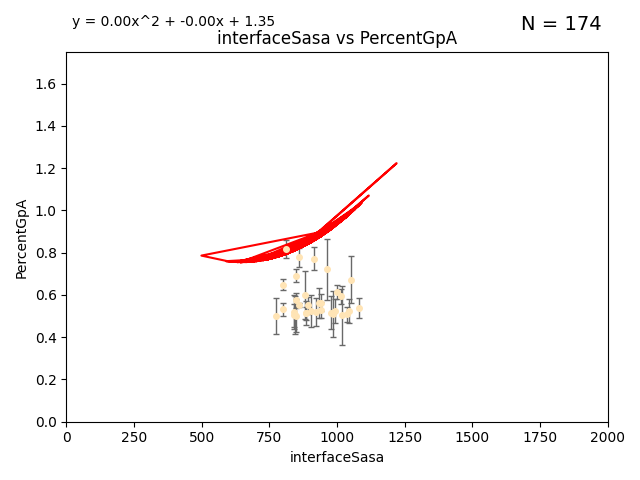 y = 0.00x^2 + -0.00x + 1.35
N = 174
interfaceSasa vs PercentGpA
PercentGpA
1.6
1.4
1.2
1.0
0.8
0.6
0.4
0.2
0.0
0 250 500 750 1000 1250 1500 1750 2000
interfaceSasa